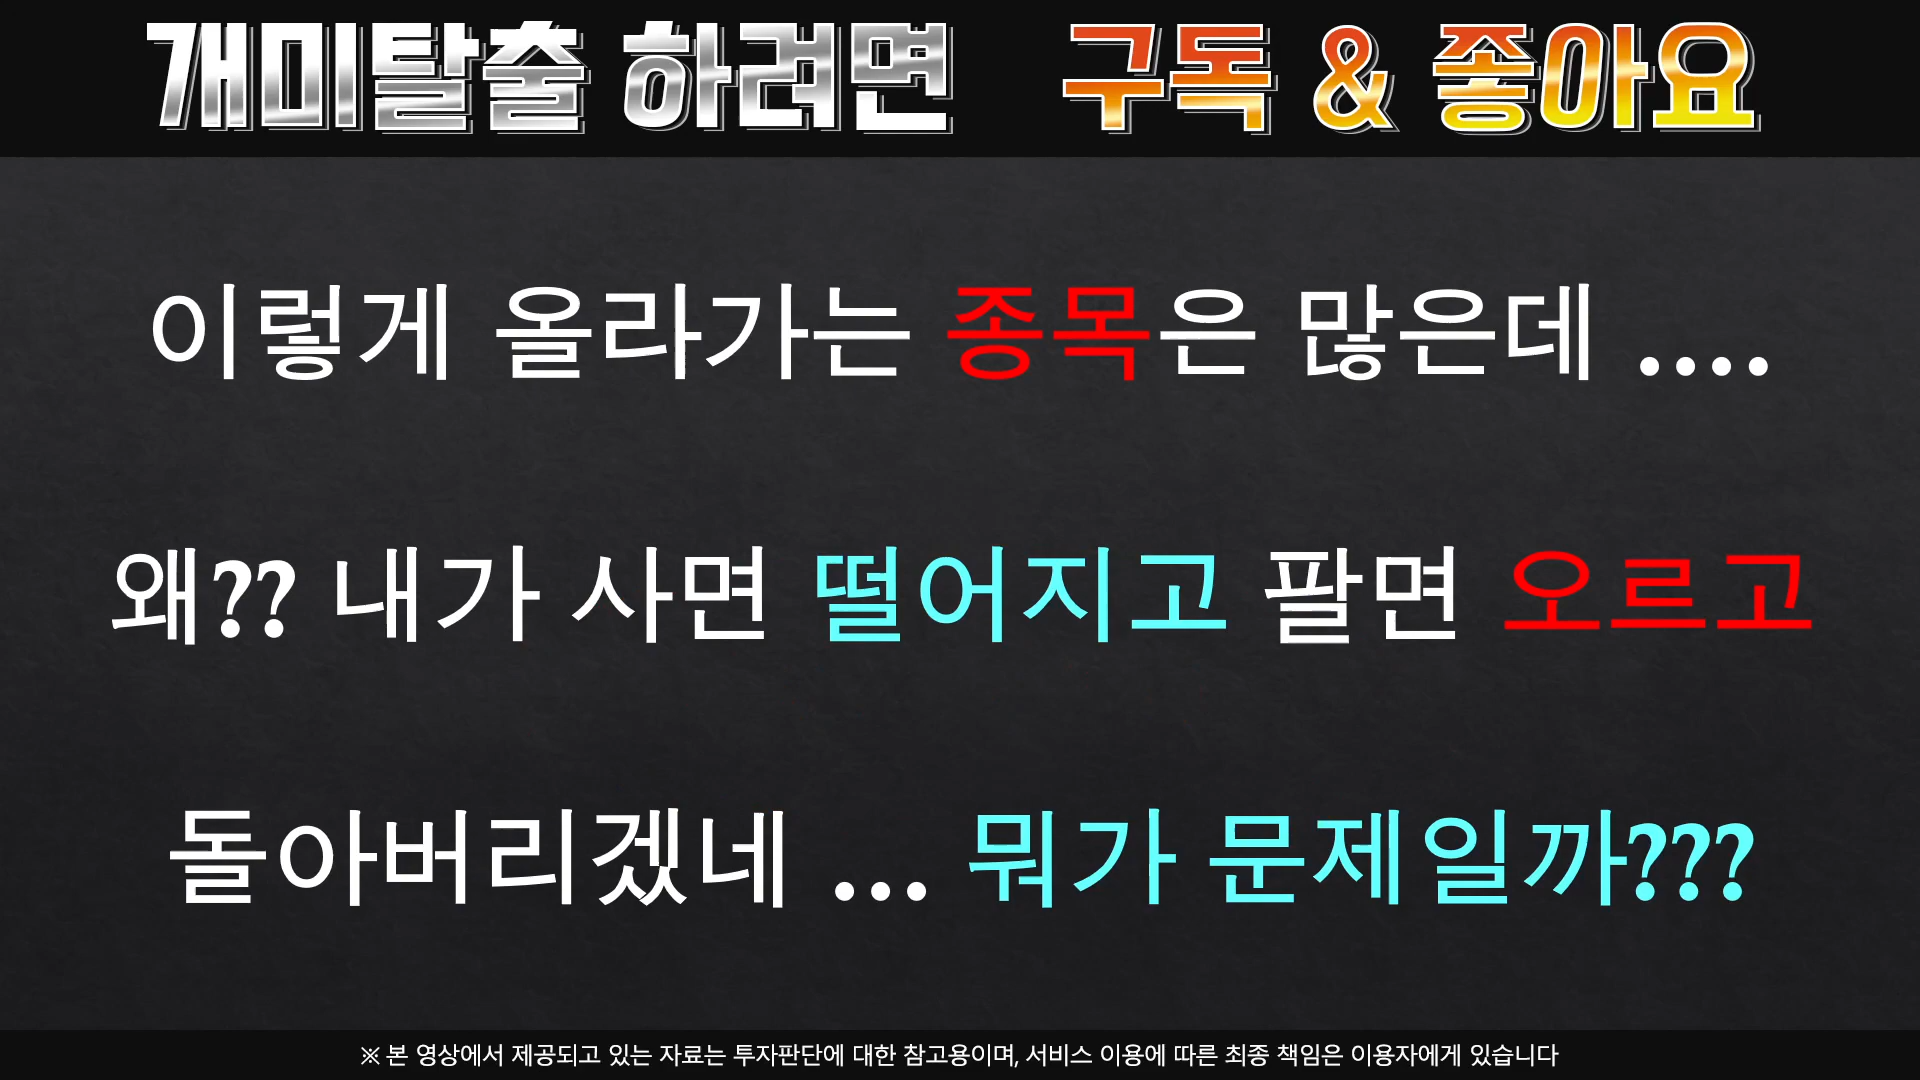 개미탈출 하려면 구독 & 좋아요
이렇게 올라가는 종목은 많은데 ....
왜?? 내가 사면 떨어지고 팔면 오르고
돌아버리겠네 ... 뭐가 문제일까???
※ 본 영상에서 제공되고 있는 자료는 투자판단에 대한 참고용이며, 서비스 이용에 따른 최종 책임은 이용자에게 있습니다